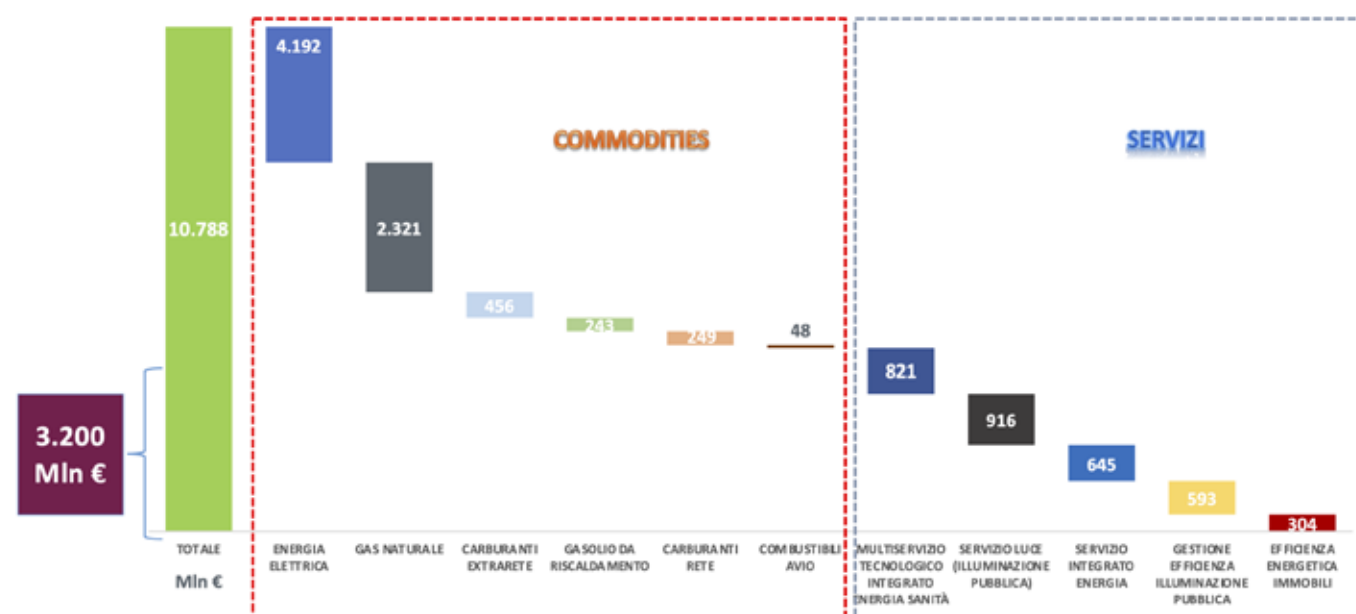 4.192
COMMODITIES
SERVIZI
10.788
2.321
456
243
249
48
821
916
645
593
304
3.200
Mln €
TOTALE
Mln €
ENERGIA
ELETTRICA
GAS NATURALE
CARBURANTI
EXTRARETE
GASOLIO DA
RISCALDAMENTO
CARBURANTI
RETE
COMBUSTIBILI
AVIO
MULTISERVIZIO
TECNOLOGICO
INTEGRATO
ENERGIA SANITÀ
SERVIZIO LUCE
(ILLUMINAZIONE
PUBBLICA)
SERVIZIO
INTEGRATO
ENERGIA
GESTIONE
EFFICIENZA
ILLUMINAZIONE
PUBBLICA
EFFICIENZA
ENERGETICA
IMMOBILI